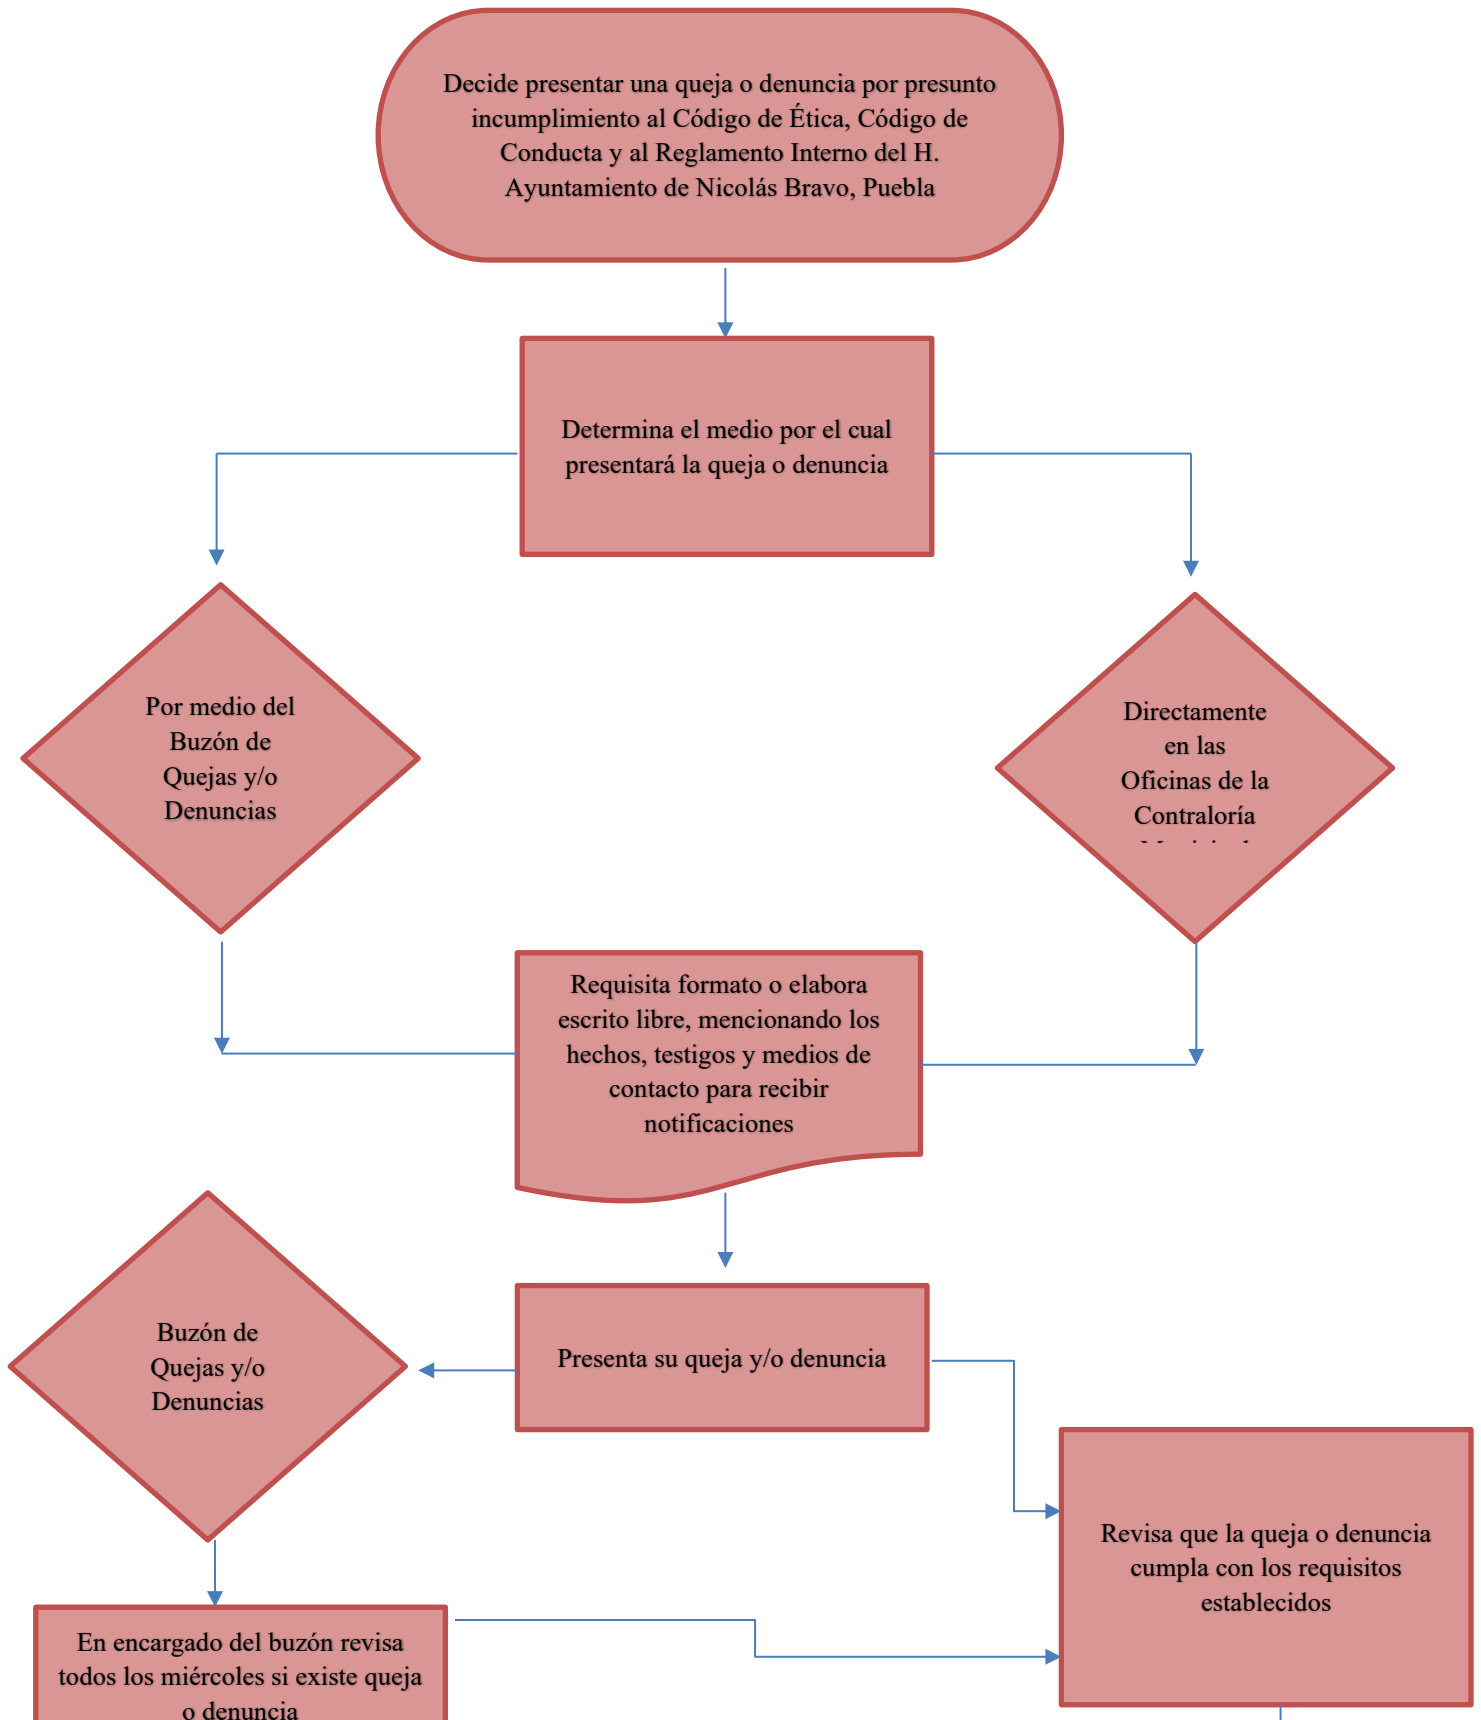 Decide presentar una queja o denuncia por presunto
incumplimiento al Código de Ética, Código de
Conducta y al Reglamento Interno del H.
Ayuntamiento de Nicolás Bravo, Puebla
Determina el medio por el cual
presentará la queja o denuncia
Por medio del
Buzón de
Quejas y/o
Denuncias
Directamente
en las
Oficinas de la
Contraloría
Requisita formato o elabora
escrito libre, mencionando los
hechos, testigos y medios de
contacto para recibir
notificaciones
Presenta su queja y/o denuncia
Buzón de
Quejas y/o
Denuncias
Revisa que la queja o denuncia
cumpla con los requisitos
establecidos
En encargado del buzón revisa
todos los miércoles si existe queja
o denuncia